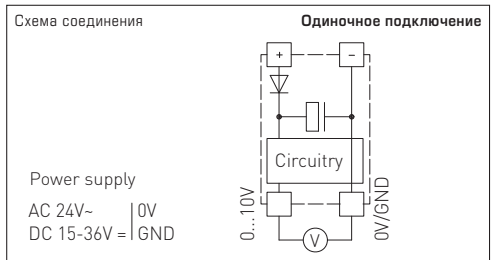 Схема соединения
Одиночное подключение
+ −
Circuitry
Power supply
AC 24V~ | 0V
DC 15-36V = | GND
0...10V
0V/GND
V